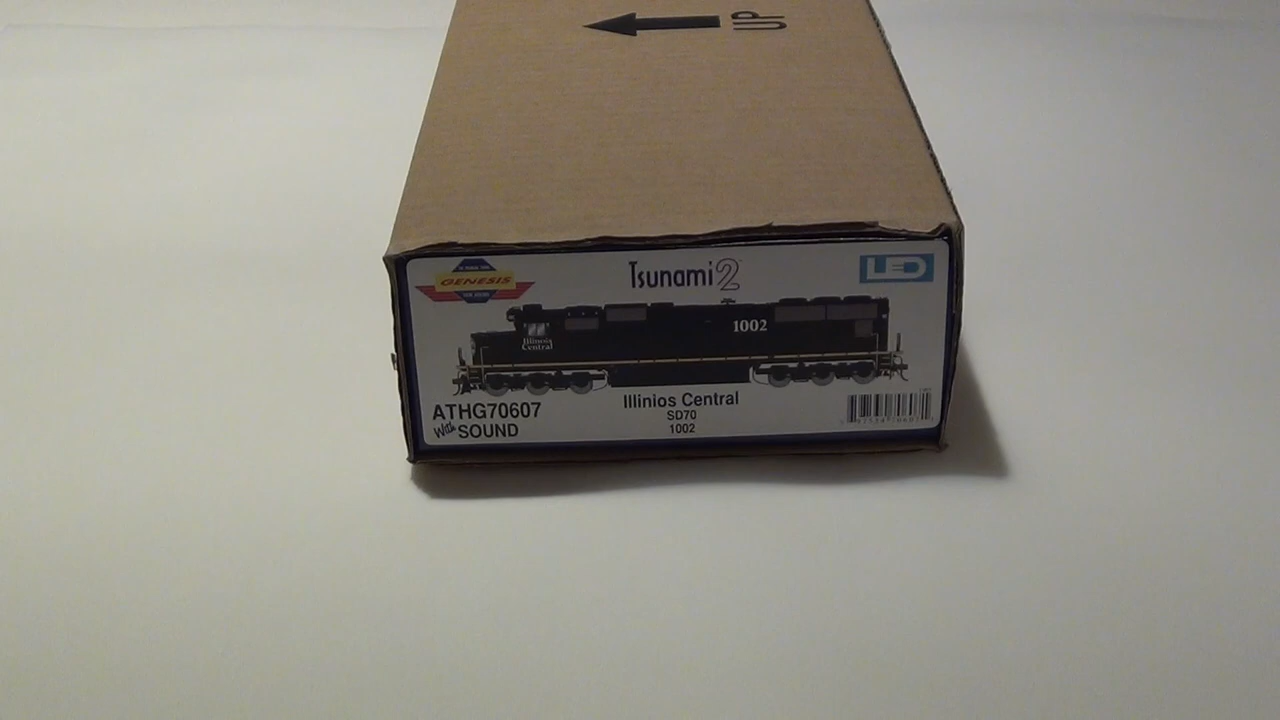 UP
GENESIS
Tsunami2
LED
1002
Illinois
Central
ATHG70607
With SOUND
Illinios Central
SD70
1002